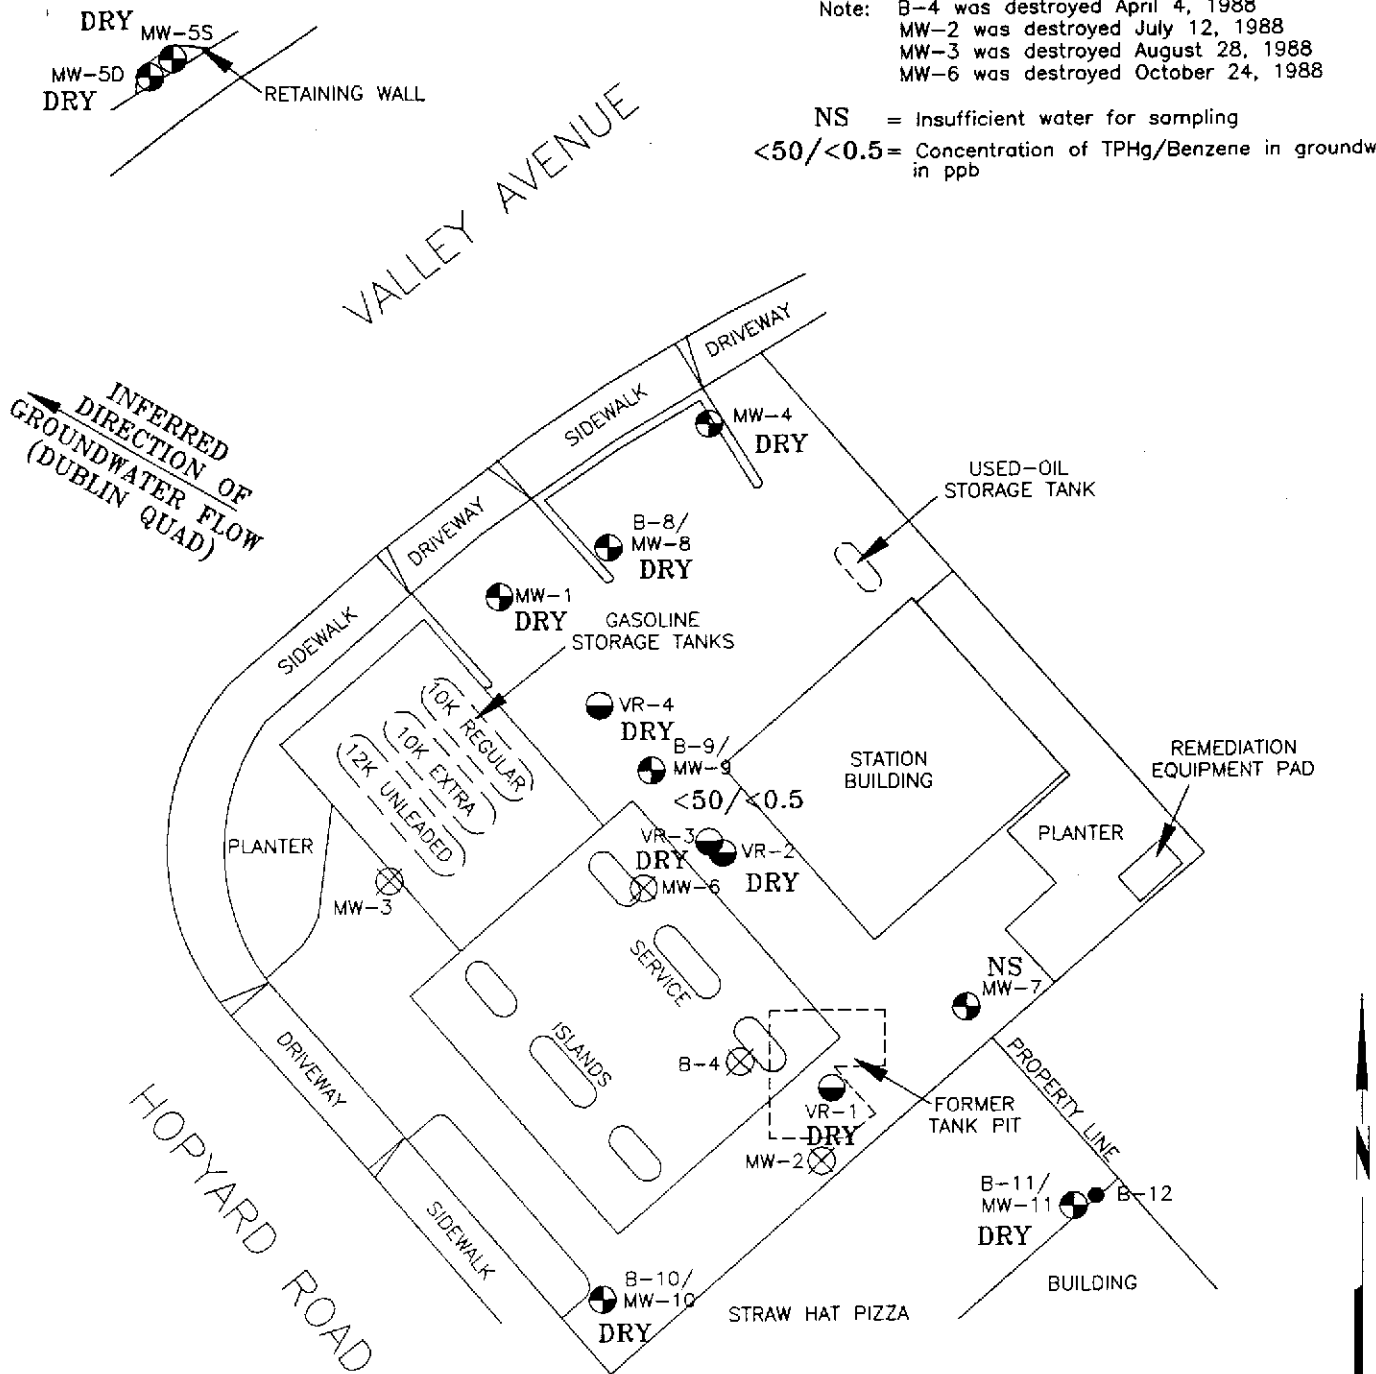 Note: B-4 was destroyed April 4, 1988
MW-2 was destroyed July 12, 1988
MW-3 was destroyed August 28, 1988
MW-6 was destroyed October 24, 1988
NS = Insufficient water for sampling
<50/<0.5= Concentration of TPHg/Benzene in groundw
in ppb
DRY
MW-5S
MW-5D
DRY
RETAINING WALL
VALLEY AVENUE
INFERRED
DIRECTION OF
GROUNDWATER FLOW
(DUBLIN QUAD)
DRIVEWAY
SIDEWALK
MW-4
DRY
USED-OIL
STORAGE TANK
DRIVEWAY
B-8/
MW-8
DRY
MW-1
DRY
GASOLINE
STORAGE TANKS
SIDEWALK
10K REGULAR
10K EXTRA
12K UNLEADED
VR-4
DRY
B-9/
MW-9
<50/<0.5
STATION
BUILDING
REMEDIATION
EQUIPMENT PAD
PLANTER
PLANTER
VR-3
DRY
VR-2
DRY
MW-6
MW-3
SERVICE
ISLANDS
NS
MW-7
B-4
DRIVEWAY
PROPERTY LINE
FORMER
TANK PIT
VR-1
DRY
MW-2
HOPYARD ROAD
SIDEWALK
B-11/
MW-11
DRY
B-12
BUILDING
B-10/
MW-10
DRY
STRAW HAT PIZZA
N